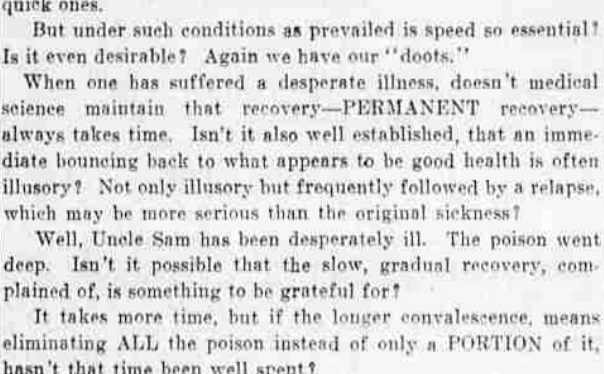 quick ones.
But under such conditions as prevailed is speed so essential?
Is it even desirable? Again we have our "doots."
When one has suffered a desperate illness, doesn't medical
science maintain that recovery—PERMANENT recovery—
always takes time. Isn't it also well established, that an imme-
diate bouncing back to what appears to be good health is often
illusory? Not only illusory but frequently followed by a relapse,
which may be more serious than the original sickness?
Well, Uncle Sam has been desperately ill. The poison went
deep. Isn't it possible that the slow, gradual recovery, com-
plained of, is something to be grateful for?
It takes more time, but if the longer convalescence, means
eliminating ALL the poison instead of only a PORTION of it,
hasn't that time been well spent?